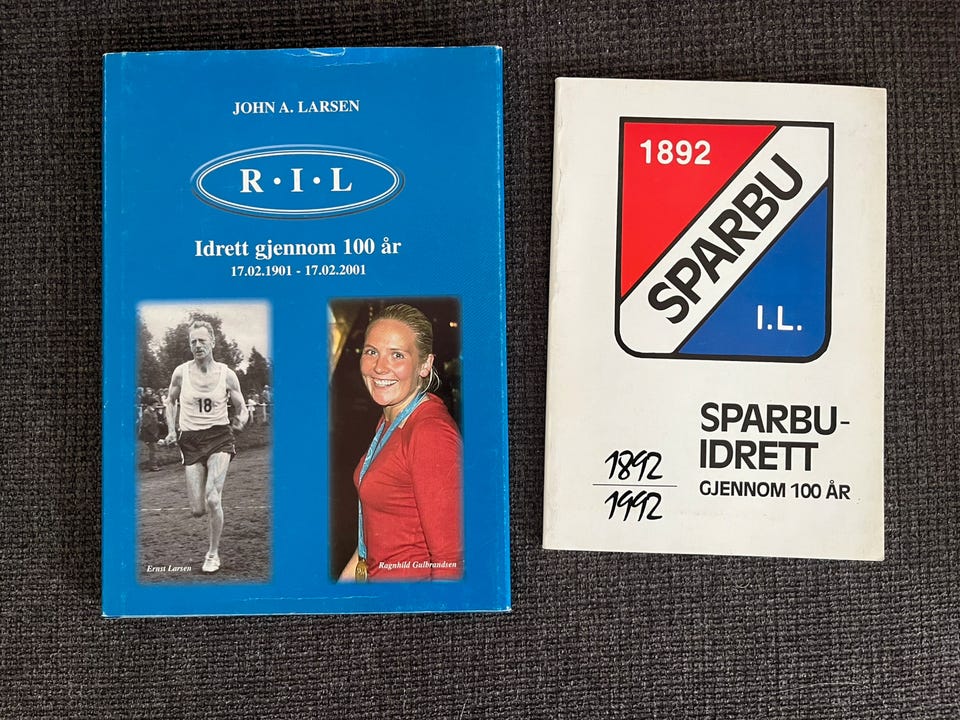 JOHN A. LARSEN
R·I·L
Idrett gjennom 100 år
17.02.1901 - 17.02.2001
18
Ernst Larsen
Ragnhild Gulbrandsen
1892
SPARBU
I.L.
SPARBU-
IDRETT
GJENNOM 100 ÅR
1892
1992